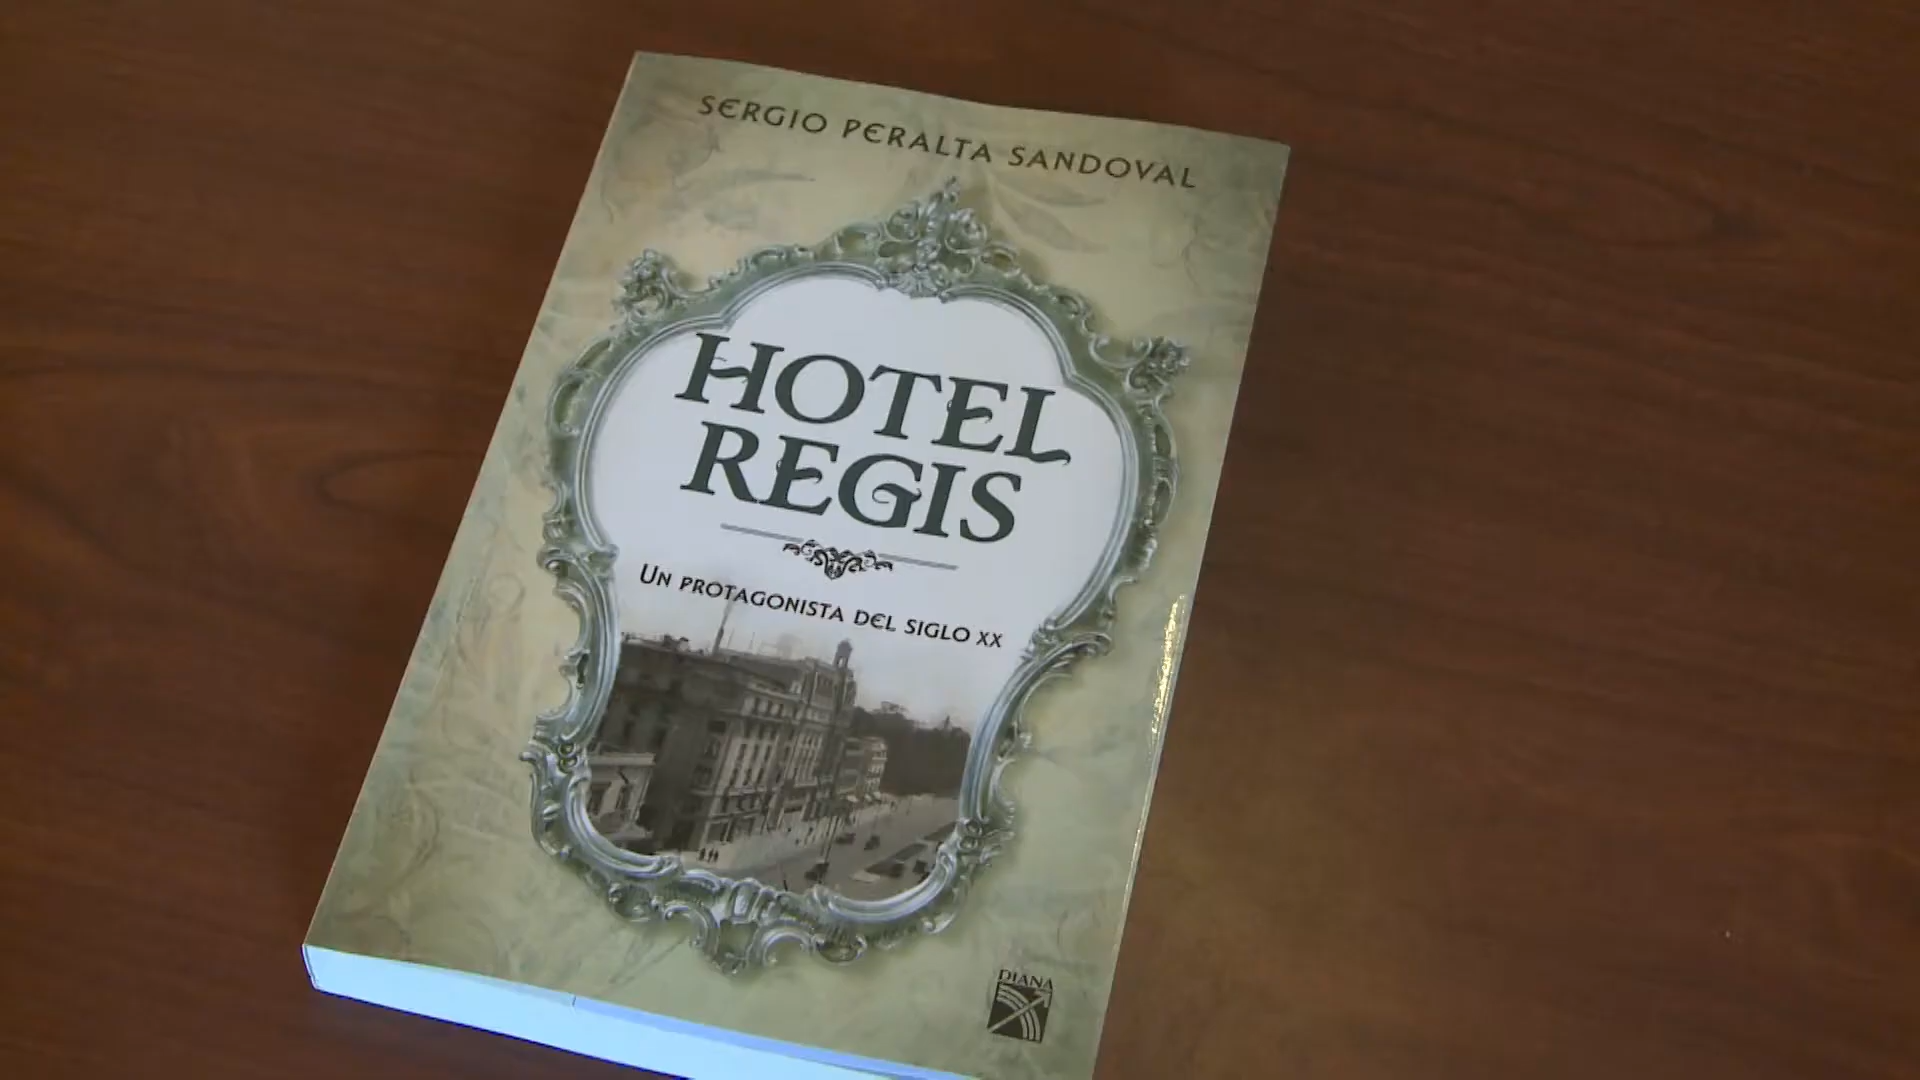 SERGIO PERALTA SANDOVAL
HOTEL
REGIS
UN PROTAGONISTA DEL SIGLO XX
DIANA